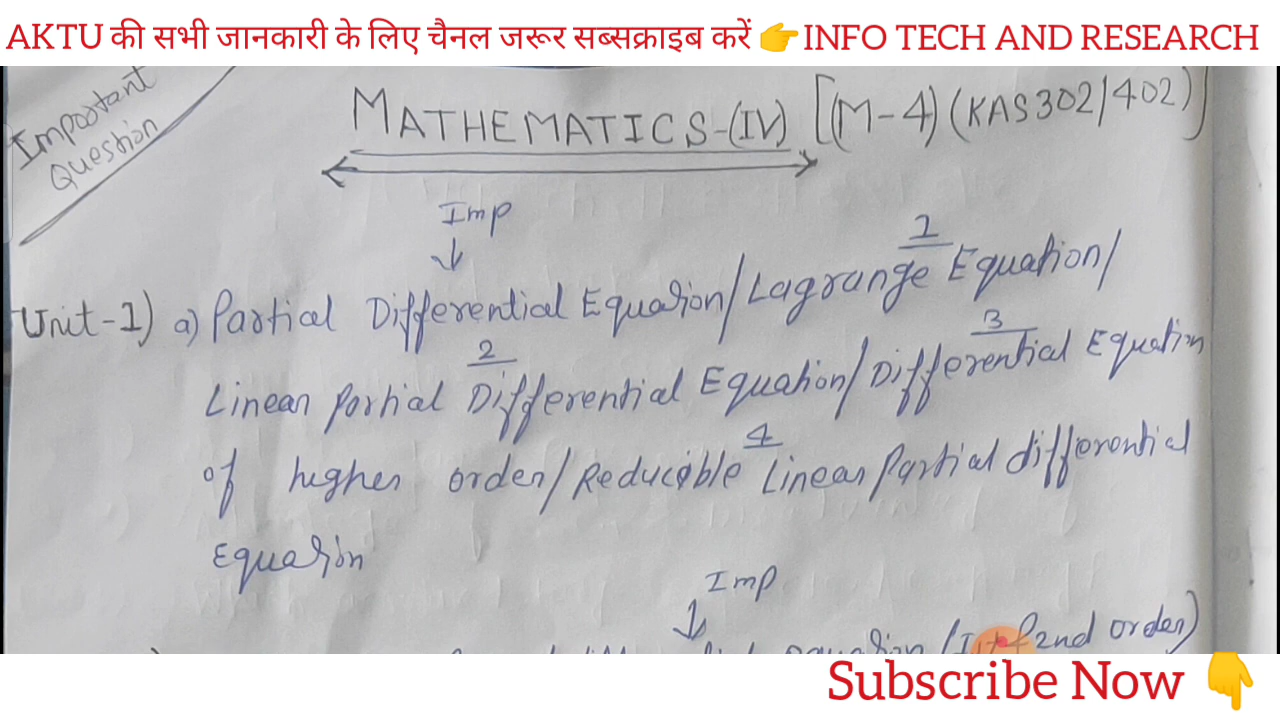 AKTU की सभी जानकारी के लिए चैनल जरूर सब्सक्राइब करें 👉 INFO TECH AND RESEARCH
Important
Question
MATHEMATICS-(IV) [(M-4) (KAS302/402)]
Imp
1
Unit-1) a) Partial Differential Equation/Lagrange Equation/
2 3
Linear partial Differential Equation/Differential Equation
4
of higher order/Reducible Linear Partial differential
Equation
Imp
equation (Ist 2nd order)
Subscribe Now 👇